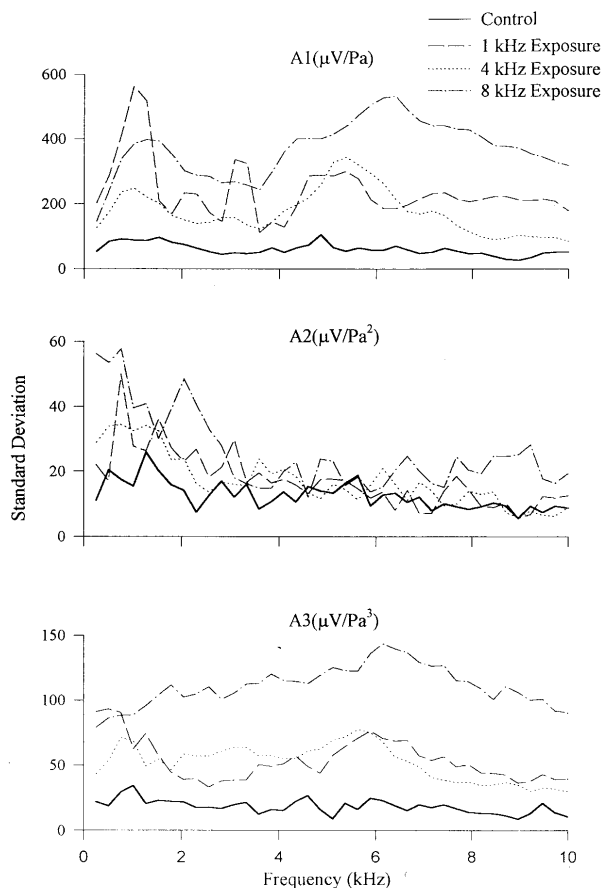 Control
1 kHz Exposure
4 kHz Exposure
8 kHz Exposure
A1(μV/Pa)
600
400
200
0
A2(μV/Pa²)
60
40
20
0
Standard Deviation
A3(μV/Pa³)
150
100
50
0
0 2 4 6 8 10
Frequency (kHz)